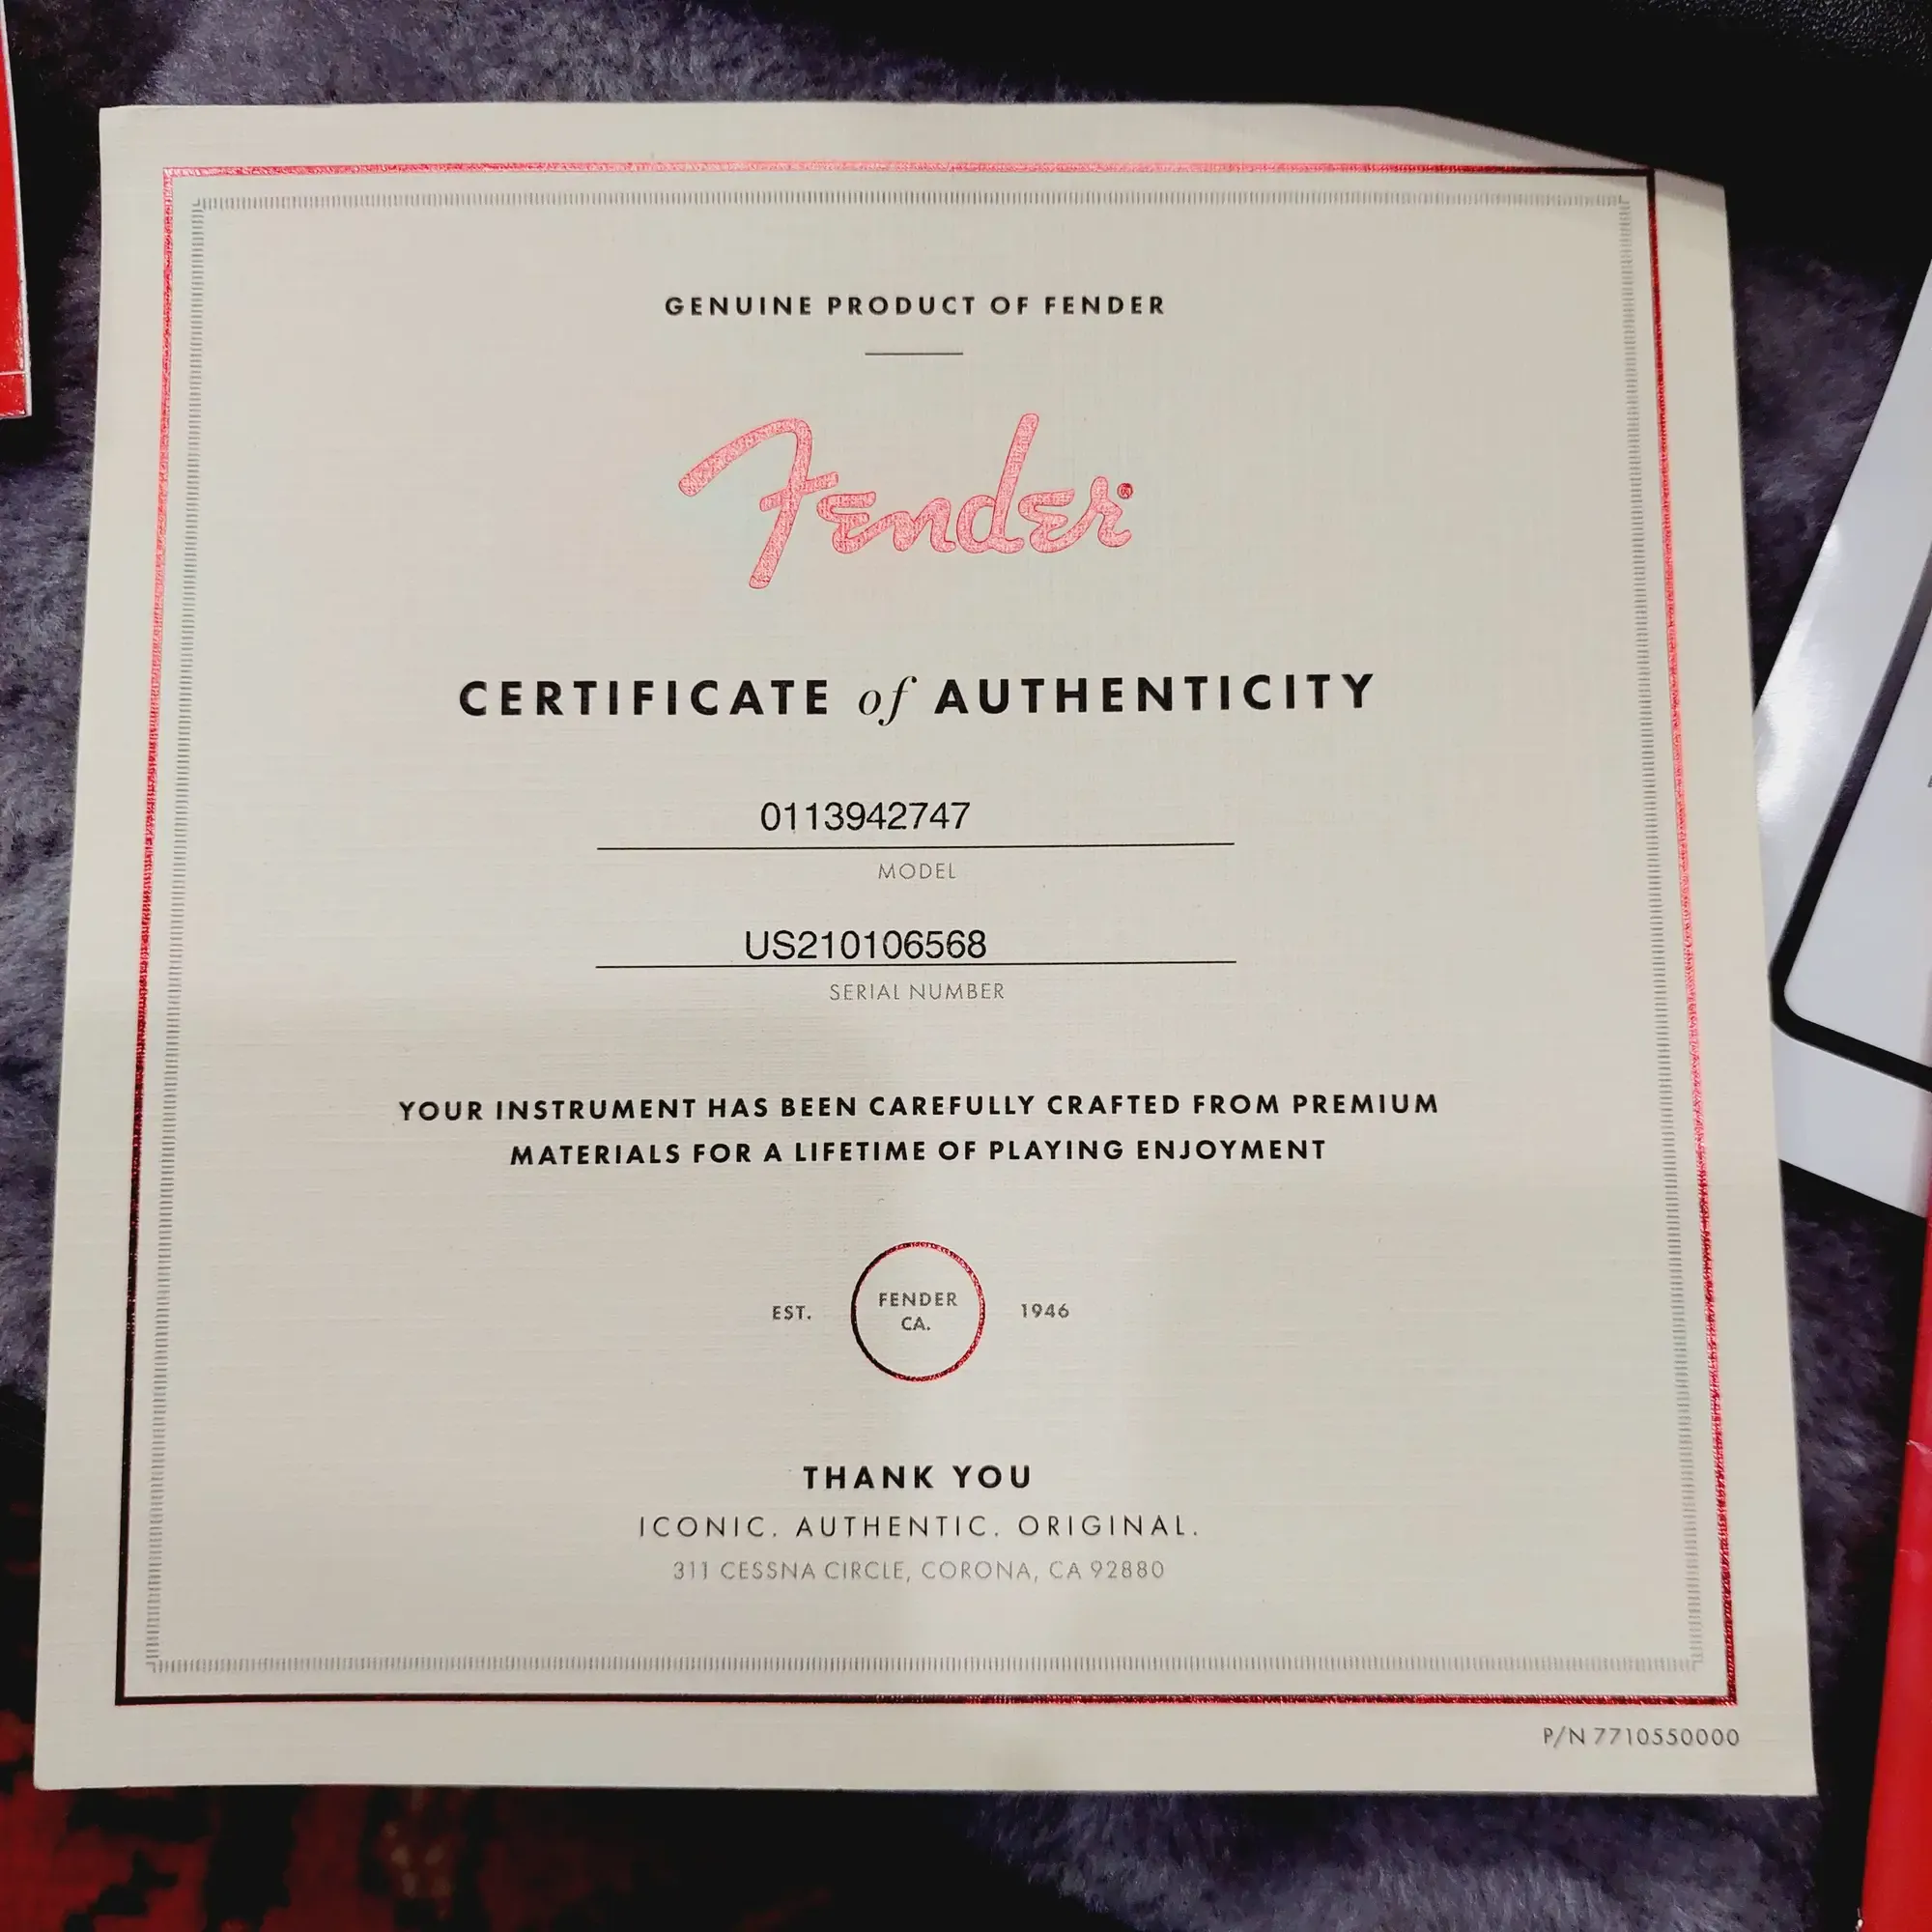 GENUINE PRODUCT OF FENDER
Fender®
CERTIFICATE of AUTHENTICITY
0113942747
MODEL
US210106568
SERIAL NUMBER
YOUR INSTRUMENT HAS BEEN CAREFULLY CRAFTED FROM PREMIUM
MATERIALS FOR A LIFETIME OF PLAYING ENJOYMENT
EST. FENDER CA. 1946
THANK YOU
ICONIC. AUTHENTIC. ORIGINAL.
311 CESSNA CIRCLE, CORONA, CA 92880
P/N 7710550000